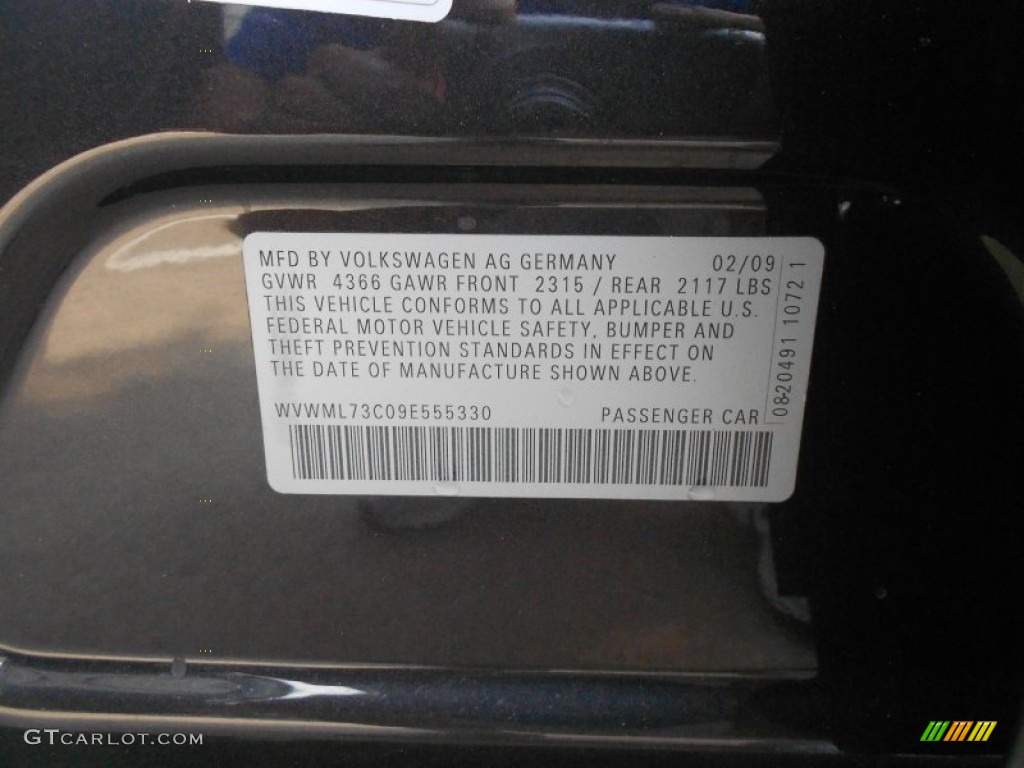 MFD BY VOLKSWAGEN AG GERMANY 02/09
GVWR 4366 GAWR FRONT 2315 / REAR 2117 LBS
THIS VEHICLE CONFORMS TO ALL APPLICABLE U.S.
FEDERAL MOTOR VEHICLE SAFETY, BUMPER AND
THEFT PREVENTION STANDARDS IN EFFECT ON
THE DATE OF MANUFACTURE SHOWN ABOVE.
WVWML73C09E555330 PASSENGER CAR
08-20491 1072 1
GTCARLOT.COM